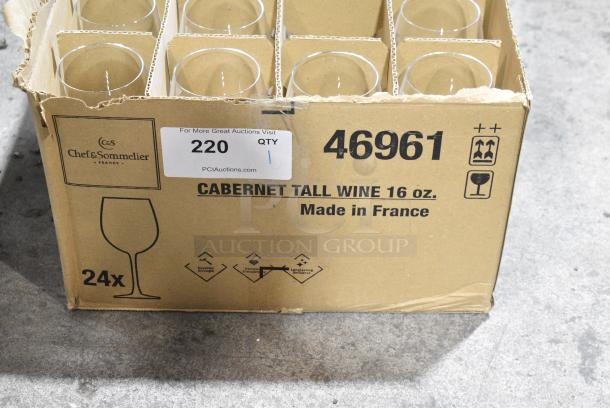 For More Great Auctions Visit
220
QTY
1
PCIAuctions.com
C&S
Chef&Sommelier
FRANCE
46961
CABERNET TALL WINE 16 oz.
Made in France
PCI
AUCTION GROUP
24x